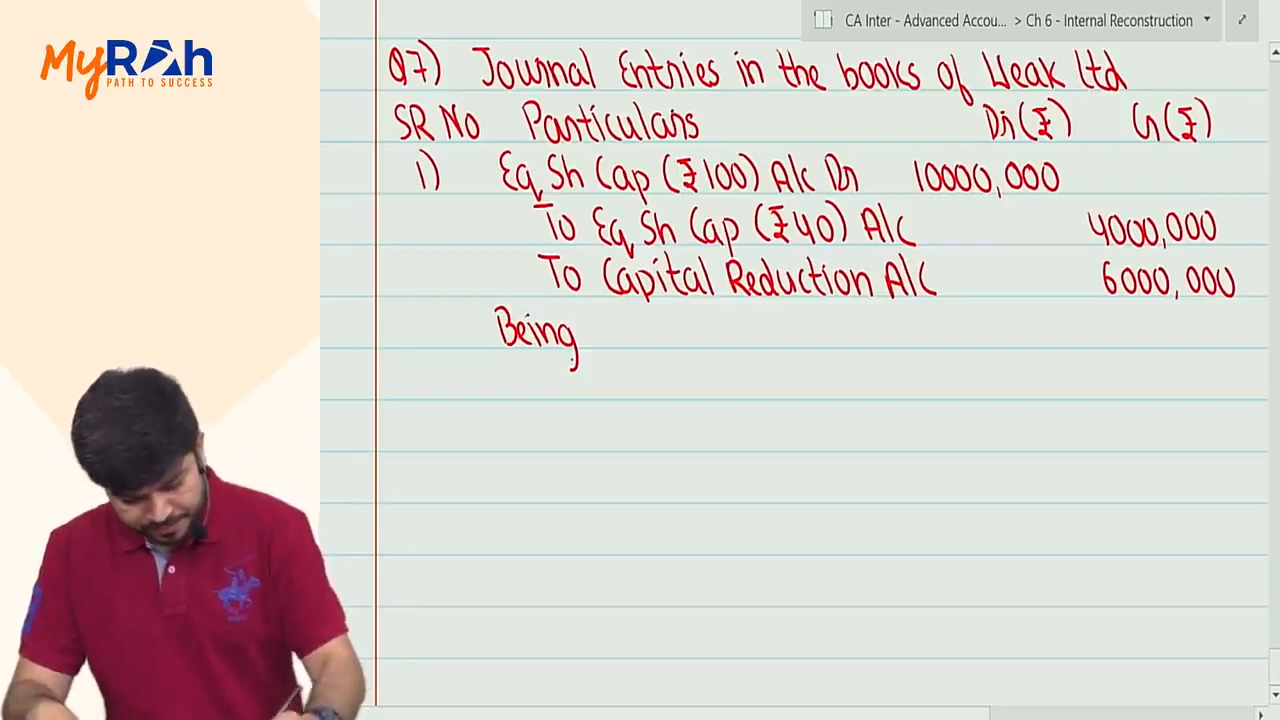 MyRAh
PATH TO SUCCESS
CA Inter - Advanced Accou... > Ch 6 - Internal Reconstruction
Q7) Journal Entries in the books of Weak Ltd
SR No Particulars Dr(₹) Cr(₹)
1) Eq Sh Cap (₹100) A/c Dr 10000,000
To Eq Sh Cap (₹40) A/c 4000,000
To Capital Reduction A/c 6000,000
Being